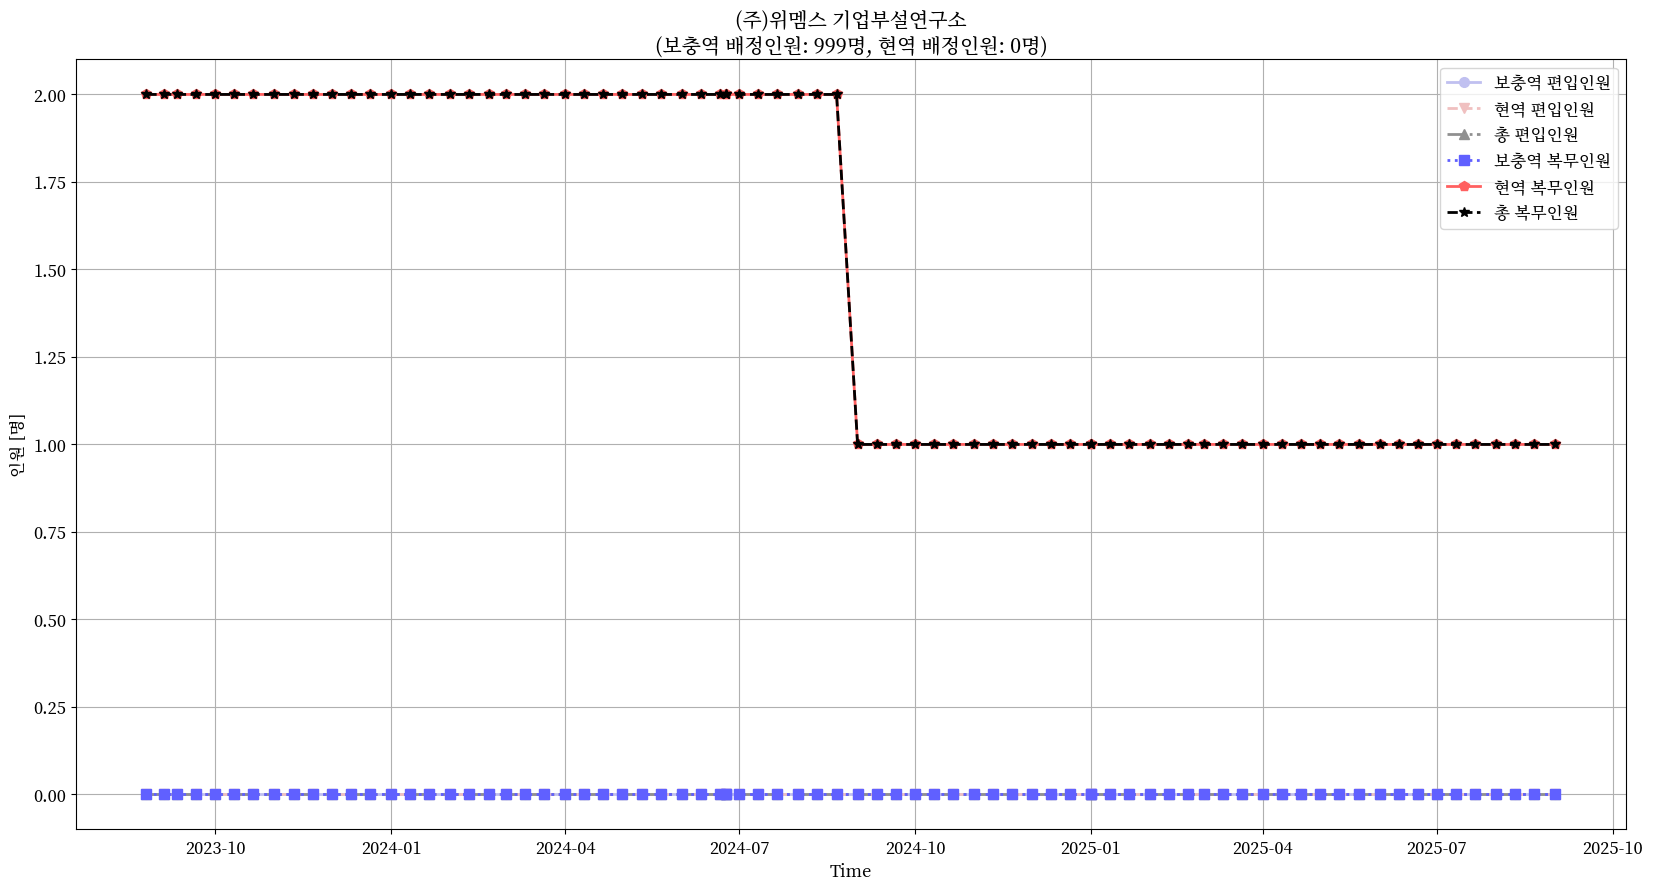 (주)위멤스 기업부설연구소
(보충역 배정인원: 999명, 현역 배정인원: 0명)
보충역 편입인원
현역 편입인원
총 편입인원
보충역 복무인원
현역 복무인원
총 복무인원
인원 [명]
2.00
1.75
1.50
1.25
1.00
0.75
0.50
0.25
0.00
2023-10
2024-01
2024-04
2024-07
2024-10
2025-01
2025-04
2025-07
2025-10
Time